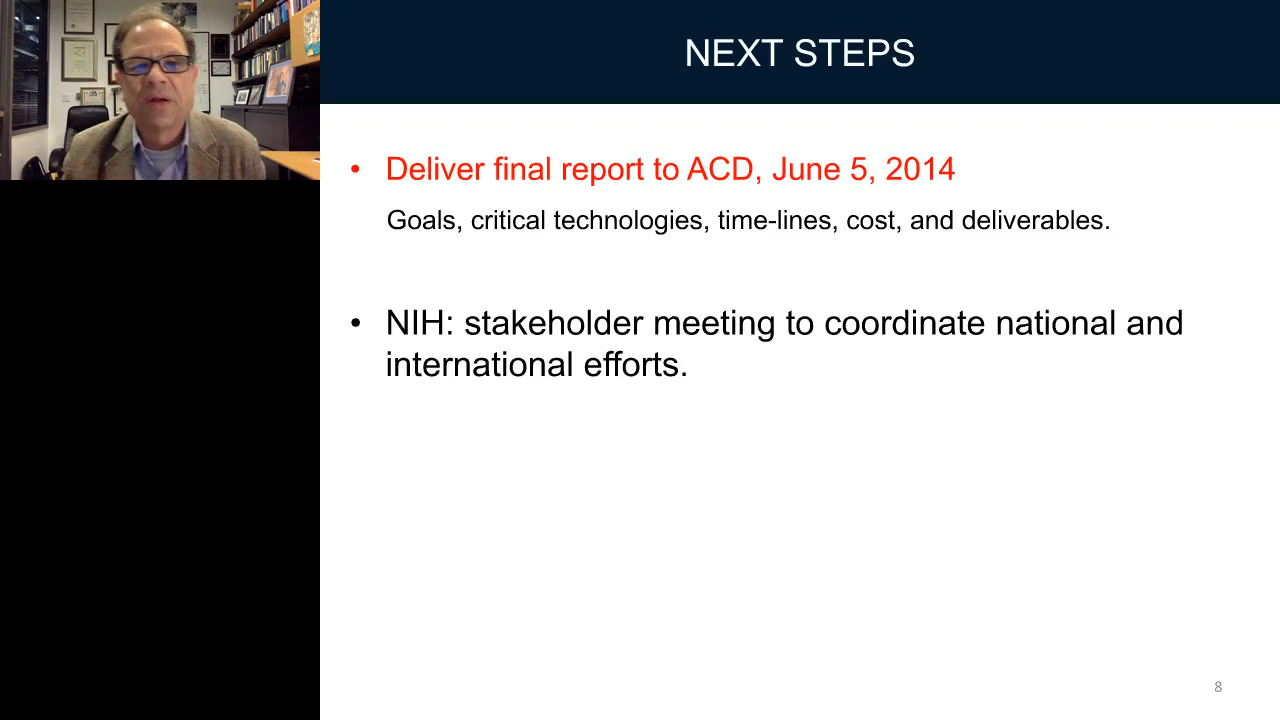 NEXT STEPS
• Deliver final report to ACD, June 5, 2014
Goals, critical technologies, time-lines, cost, and deliverables.
• NIH: stakeholder meeting to coordinate national and
international efforts.
8